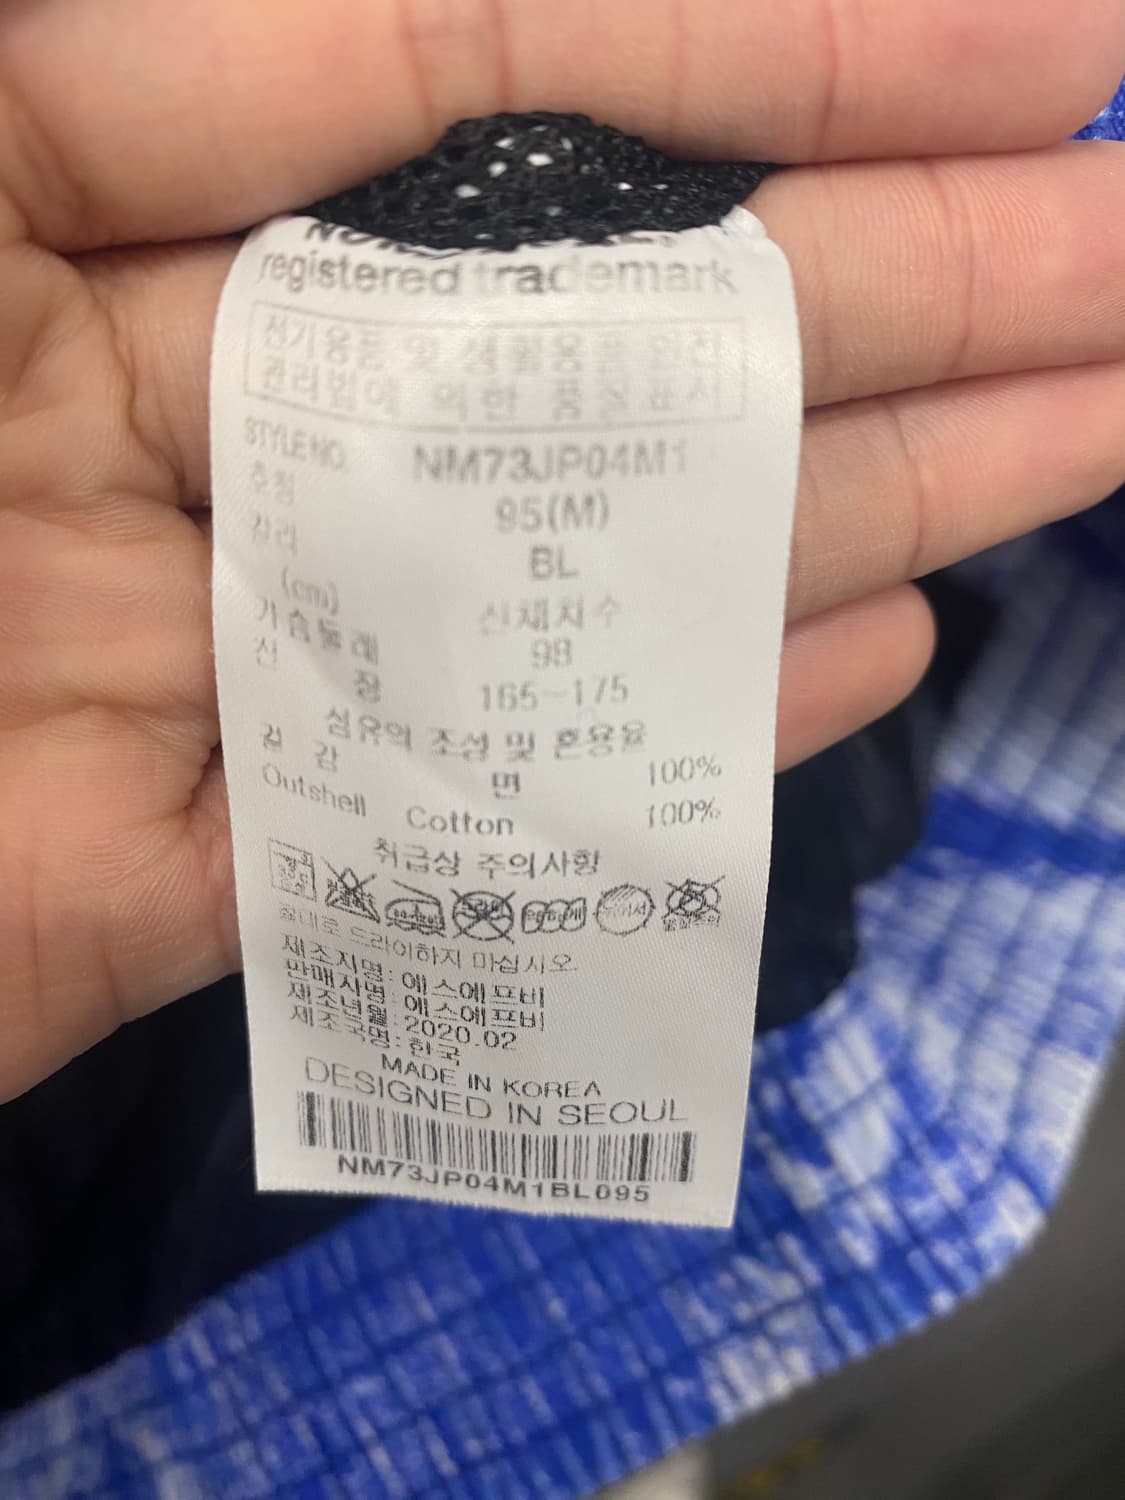 registered trademark
전기용품 및 생활용품 안전
관리법에 의한 품질표시
STYLE NO. NM73JP04M1
호칭 95(M)
칼라 BL
(cm) 신체치수
가슴둘레 98
신장 165~175
섬유의 조성 및 혼용율
겉감 면 100%
Outshell Cotton 100%
취급상 주의사항
절대로 드라이하지 마십시오.
제조자명: 에스에프비
판매자명: 에스에프비
제조년월: 2020.02
제조국명: 한국
MADE IN KOREA
DESIGNED IN SEOUL
NM73JP04M1BL095